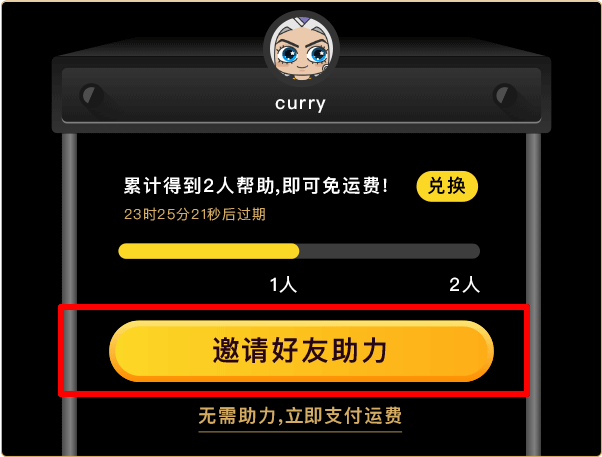 curry
累计得到2人帮助,即可免运费!
兑换
23时25分21秒后过期
1人
2人
邀请好友助力
无需助力,立即支付运费